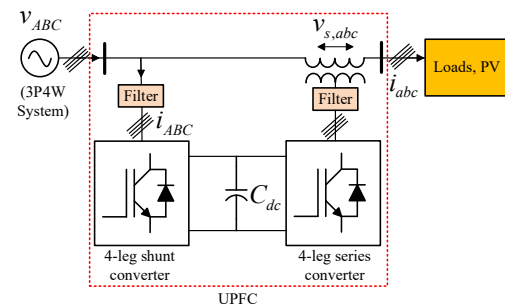 v_ABC
v_s,abc
(3P4W
System)
Filter
i_ABC
Filter
i_abc
Loads, PV
C_dc
4-leg shunt
converter
4-leg series
converter
UPFC